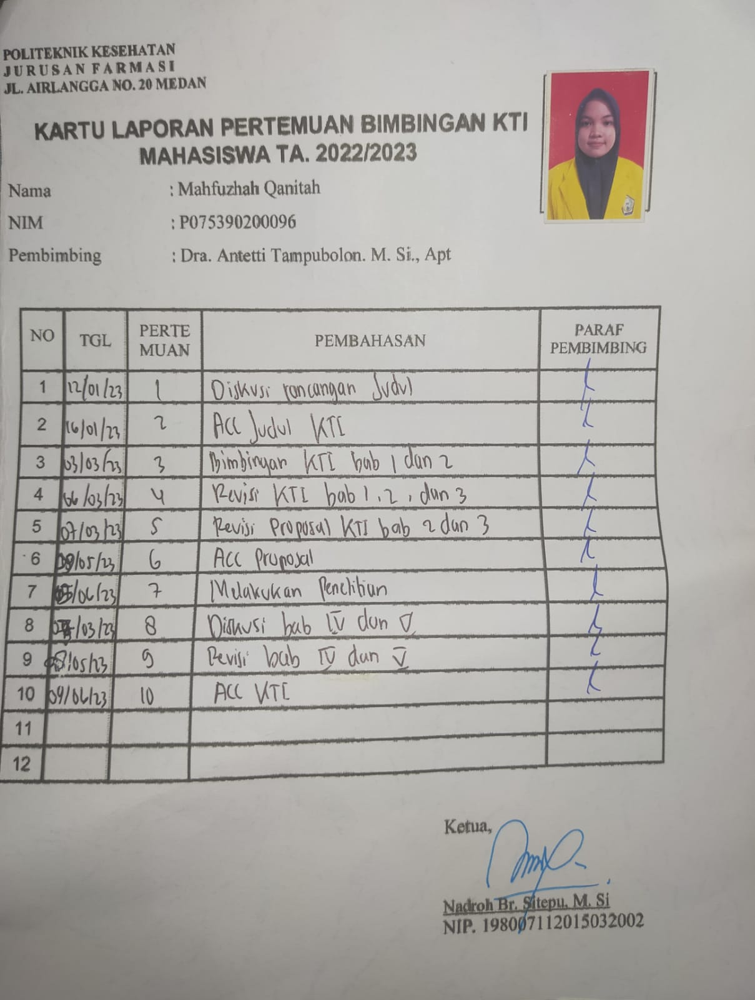 POLITEKNIK KESEHATAN
JURUSAN FARMASI
JL. AIRLANGGA NO. 20 MEDAN
KARTU LAPORAN PERTEMUAN BIMBINGAN KTI
MAHASISWA TA. 2022/2023
Nama : Mahfuzhah Qanitah
NIM : P075390200096
Pembimbing : Dra. Antetti Tampubolon. M. Si., Apt
NO TGL PERTE MUAN PEMBAHASAN PARAF PEMBIMBING
1 12/01/23 1 Diskusi rancangan Judul
2 16/01/23 2 ACC Judul KTI
3 03/03/23 3 Bimbingan KTI bab 1 dan 2
4 06/03/23 4 Revisi KTI bab 1, 2, dan 3
5 07/03/23 5 Revisi Proposal KTI bab 2 dan 3
6 /05/23 6 ACC Proposal
7 /06/23 7 Melakukan Penelitian
8 /03/23 8 Diskusi bab IV dan V
9 /05/23 9 Revisi bab IV dan V
10 09/06/23 10 ACC KTI
11
12
Ketua,
Nadroh Br. Sitepu. M. Si
NIP. 198007112015032002